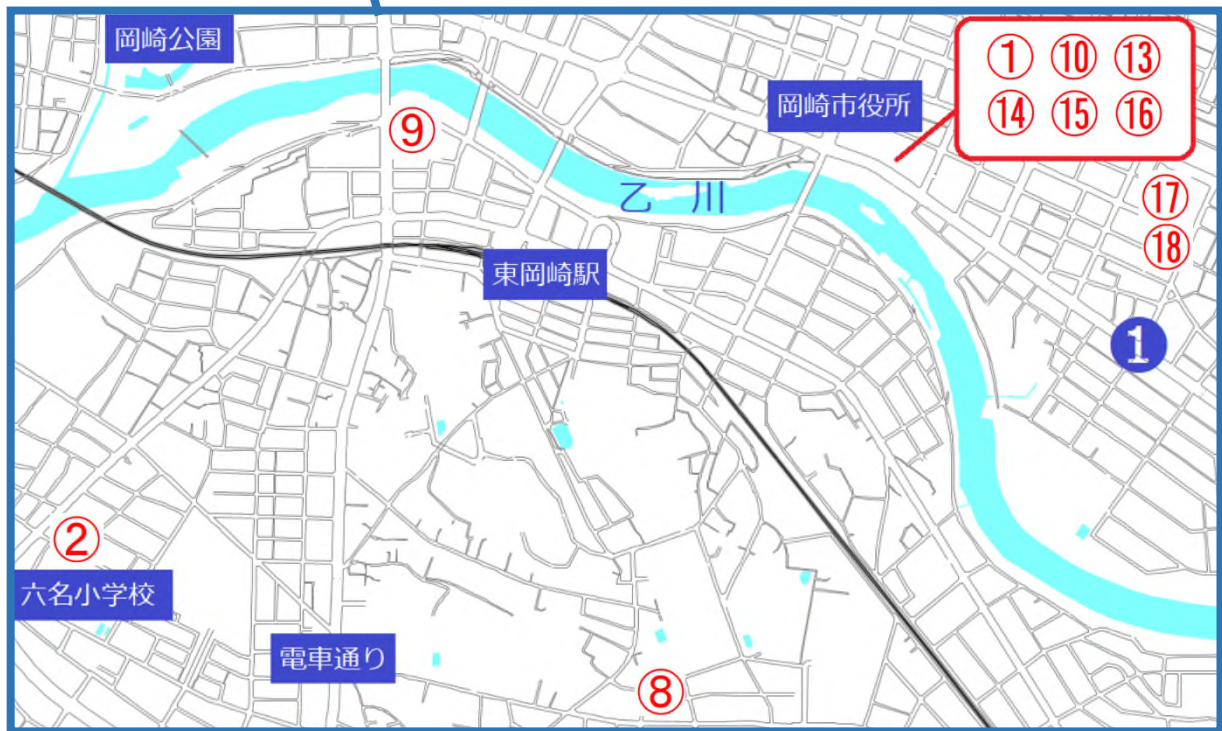 岡崎公園
① ⑩ ⑬
⑭ ⑮ ⑯
岡崎市役所
⑨
乙 川
⑰
⑱
東岡崎駅
❶
②
六名小学校
電車通り
⑧